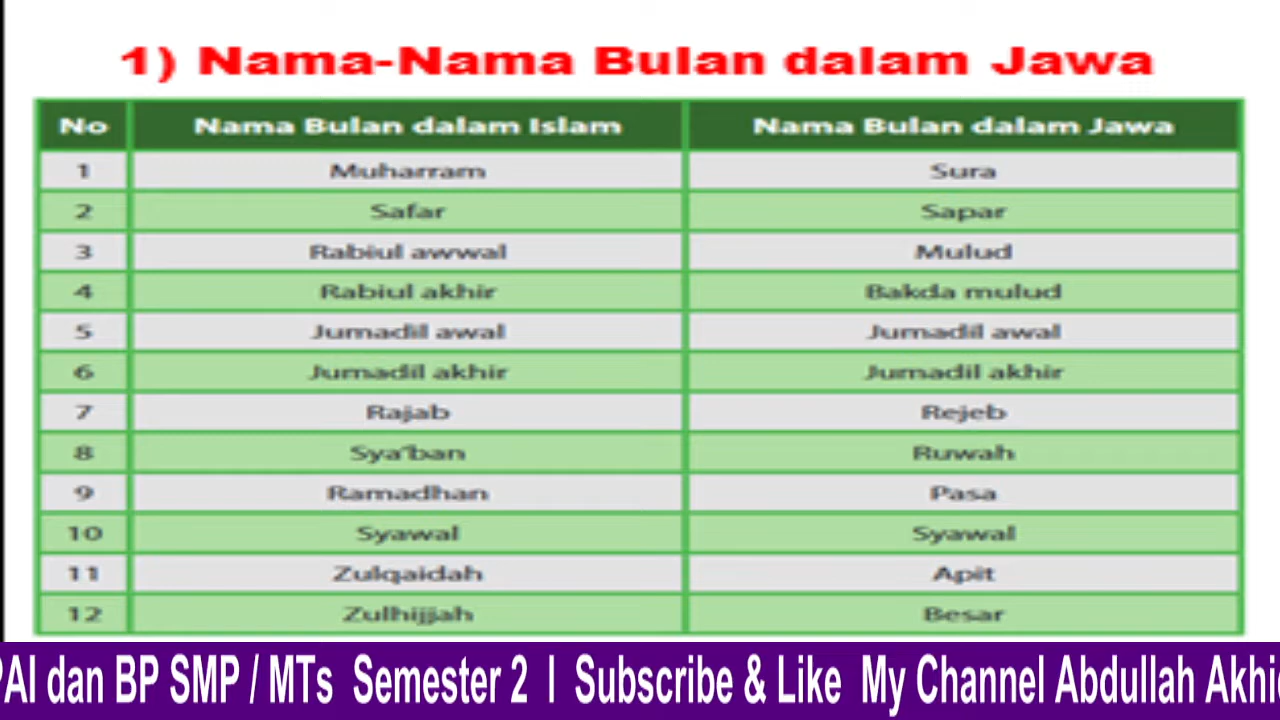 1) Nama-Nama Bulan dalam Jawa
No Nama Bulan dalam Islam Nama Bulan dalam Jawa
1 Muharram Sura
2 Safar Sapar
3 Rabiul awwal Mulud
4 Rabiul akhir Bakda mulud
5 Jumadil awal Jumadil awal
6 Jumadil akhir Jumadil akhir
7 Rajab Rejeb
8 Sya'ban Ruwah
9 Ramadhan Pasa
10 Syawal Syawal
11 Zulqaidah Apit
12 Zulhijjah Besar
PAI dan BP SMP / MTs Semester 2 I Subscribe & Like My Channel Abdullah